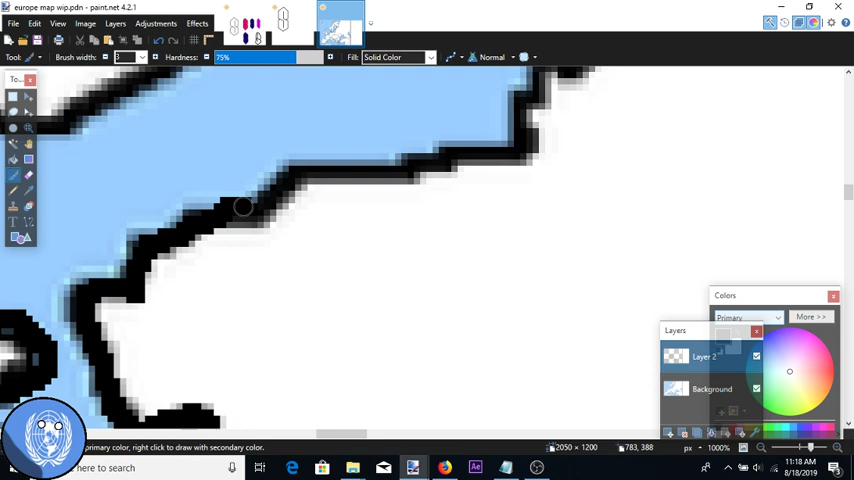 europe map wip.pdn - paint.net 4.2.1
File Edit View Image Layers Adjustments Effects
Tool: Brush width: 3 Hardness: 75% Fill: Solid Color Normal
To...
Colors
Primary More >>
Layers
Layer 2
Background
primary color, right click to draw with secondary color.
2050 × 1200 783, 388 px 1000%
here to search
11:18 AM
8/18/2019